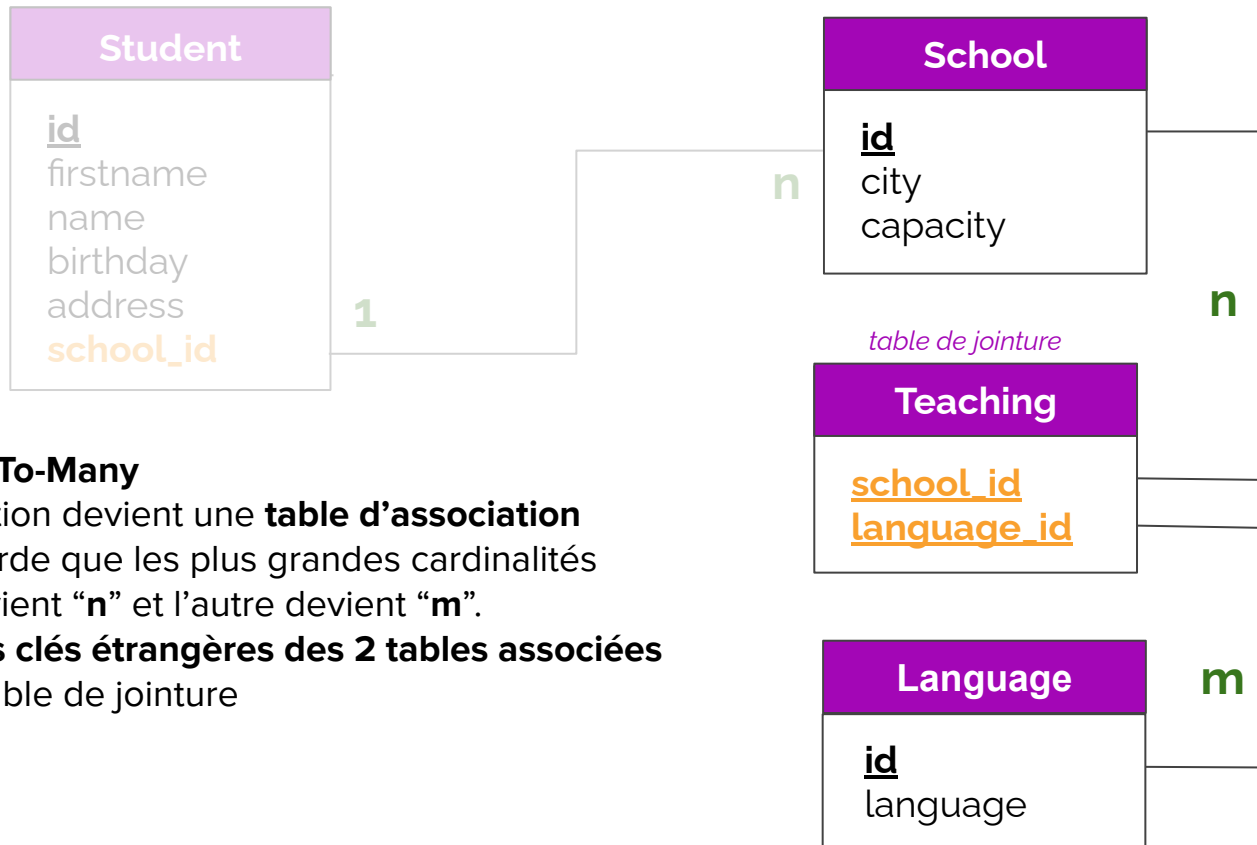 Student
id
firstname
name
birthday
address
school_id
1
n
School
id
city
capacity
n
table de jointure
Teaching
school_id
language_id
To-Many
tion devient une table d’association
rde que les plus grandes cardinalités
ient “n” et l’autre devient “m”.
s clés étrangères des 2 tables associées
ble de jointure
Language
id
language
m